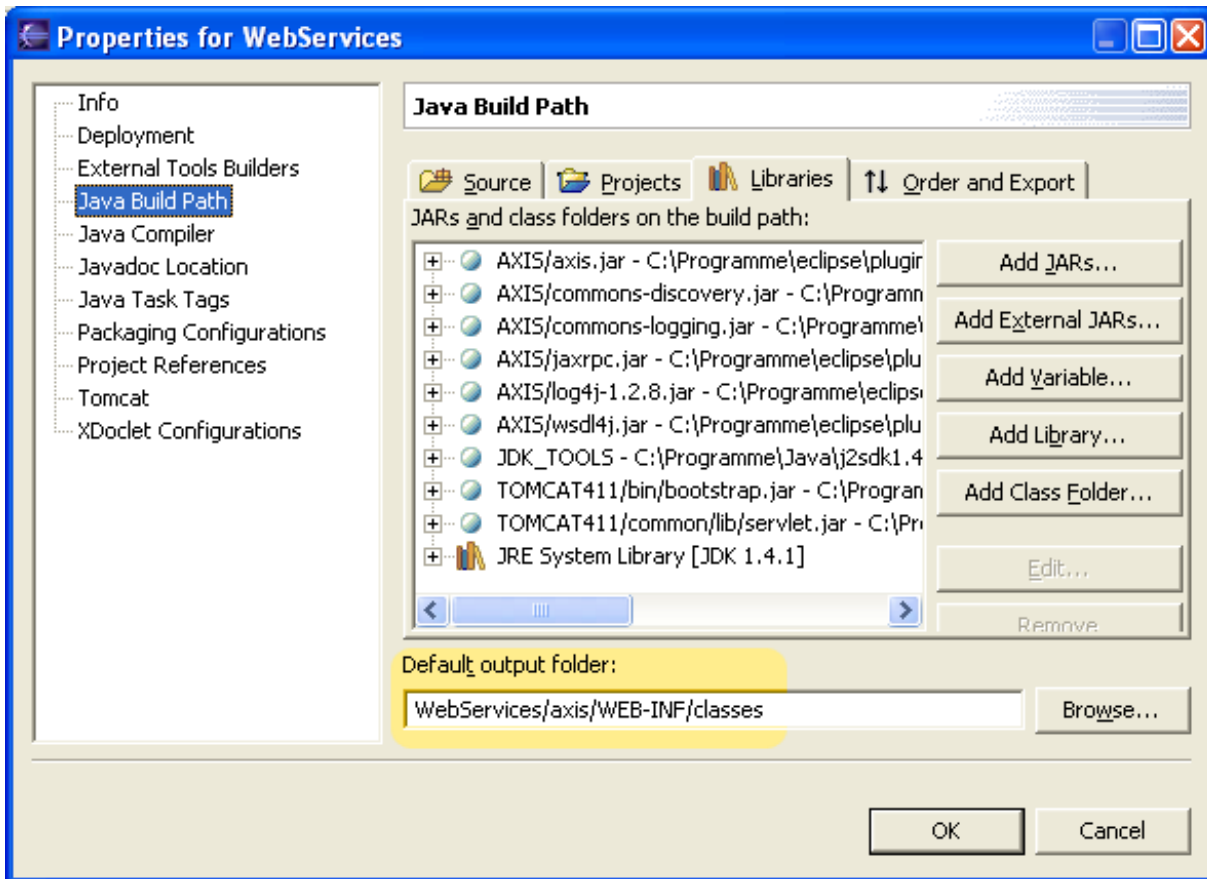 Properties for WebServices
Info
Deployment
External Tools Builders
Java Build Path
Java Compiler
Javadoc Location
Java Task Tags
Packaging Configurations
Project References
Tomcat
XDoclet Configurations
Java Build Path
Source Projects Libraries Order and Export
JARs and class folders on the build path:
AXIS/axis.jar - C:\Programme\eclipse\plugin
AXIS/commons-discovery.jar - C:\Programm
AXIS/commons-logging.jar - C:\Programme\
AXIS/jaxrpc.jar - C:\Programme\eclipse\plu
AXIS/log4j-1.2.8.jar - C:\Programme\eclips
AXIS/wsdl4j.jar - C:\Programme\eclipse\plu
JDK_TOOLS - C:\Programme\Java\j2sdk1.4
TOMCAT411/bin/bootstrap.jar - C:\Program
TOMCAT411/common/lib/servlet.jar - C:\Pr
JRE System Library [JDK 1.4.1]
Add JARs...
Add External JARs...
Add Variable...
Add Library...
Add Class Folder...
Edit...
Remove
Default output folder:
WebServices/axis/WEB-INF/classes
Browse...
OK
Cancel